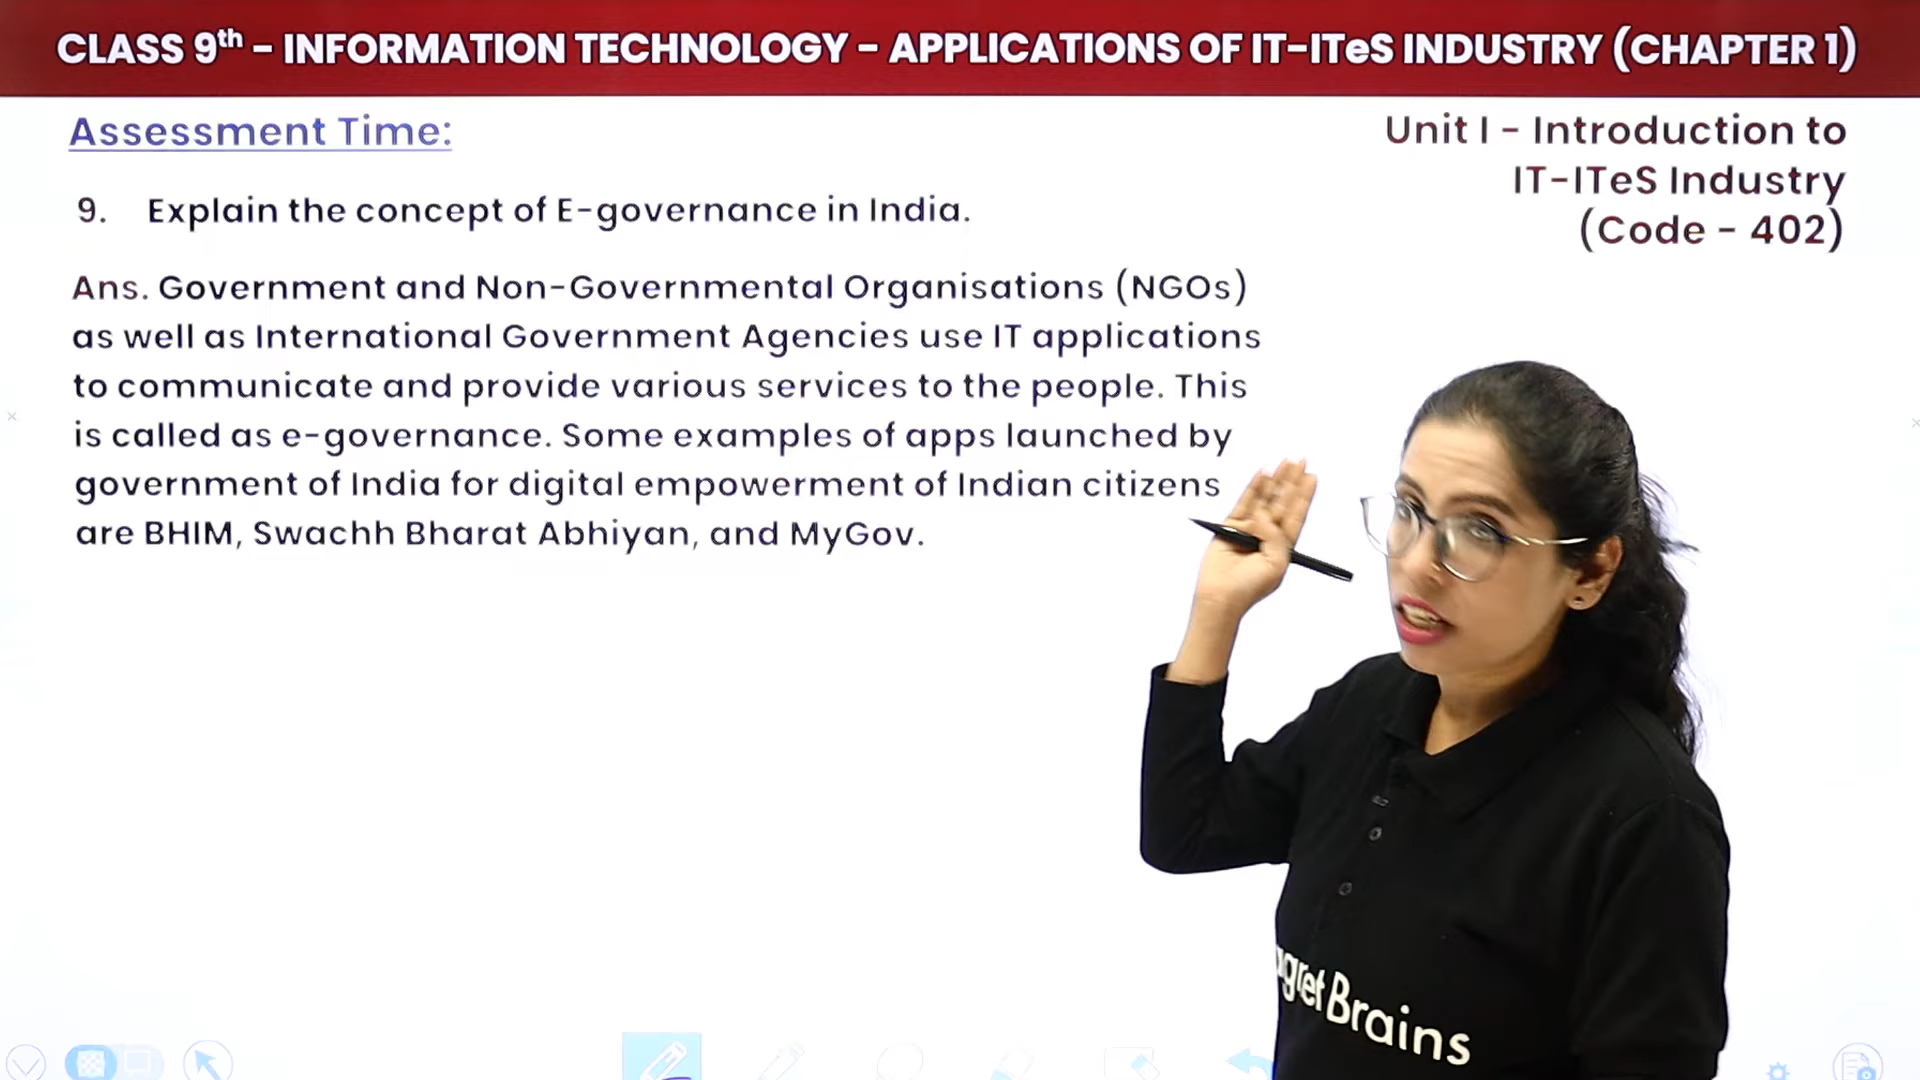 CLASS 9th – INFORMATION TECHNOLOGY – APPLICATIONS OF IT-ITeS INDUSTRY (CHAPTER 1)
Assessment Time:
Unit I - Introduction to
IT-ITeS Industry
(Code - 402)
9. Explain the concept of E-governance in India.
Ans. Government and Non-Governmental Organisations (NGOs)
as well as International Government Agencies use IT applications
to communicate and provide various services to the people. This
is called as e-governance. Some examples of apps launched by
government of India for digital empowerment of Indian citizens
are BHIM, Swachh Bharat Abhiyan, and MyGov.
Brains